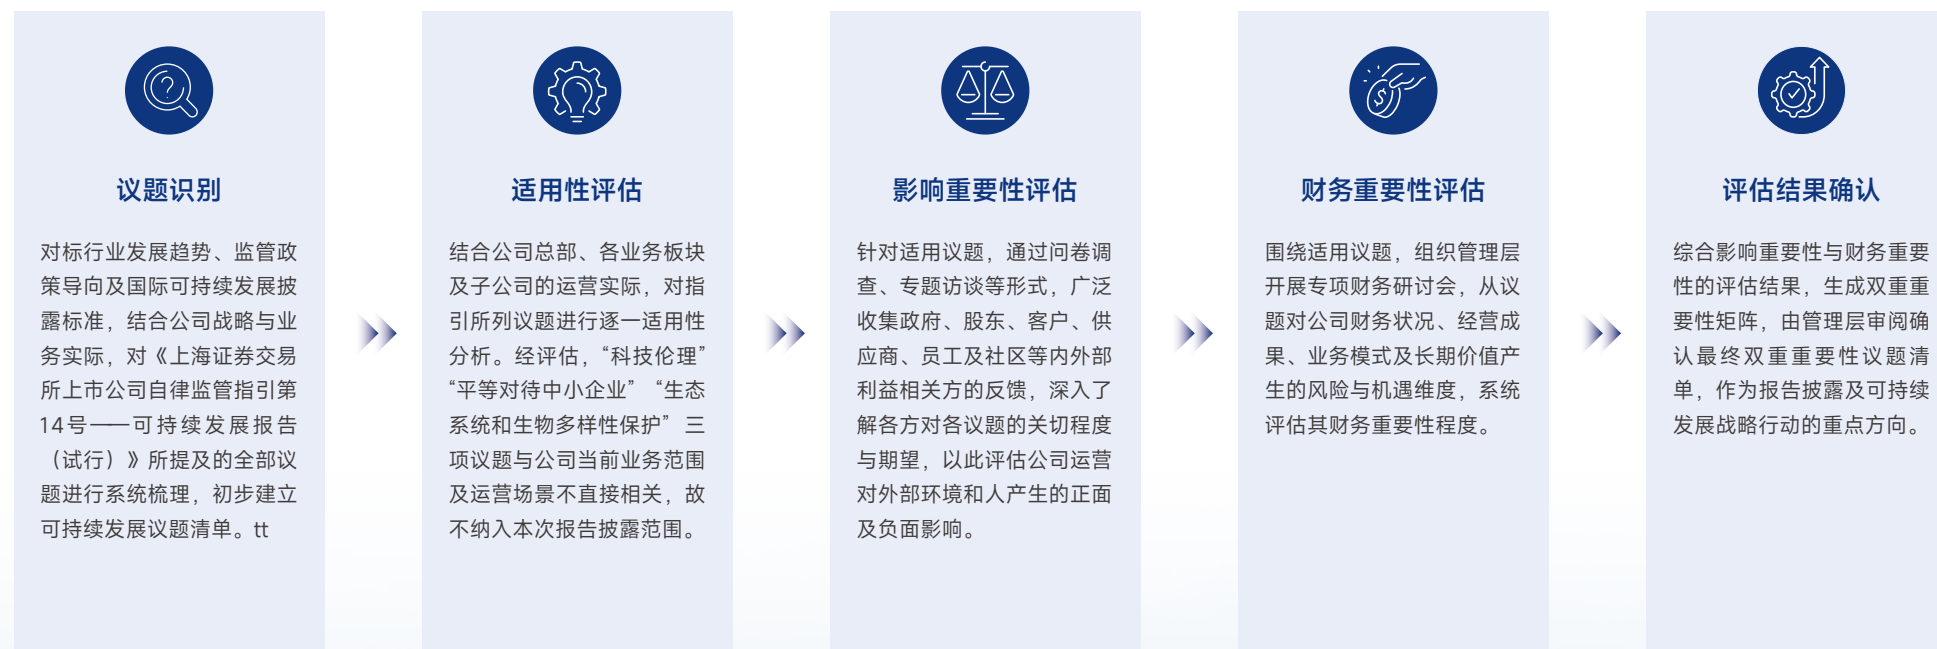 议题识别
对标行业发展趋势、监管政
策导向及国际可持续发展披
露标准，结合公司战略与业
务实际，对《上海证券交易
所上市公司自律监管指引第
14号——可持续发展报告
（试行）》所提及的全部议
题进行系统梳理，初步建立
可持续发展议题清单。tt
适用性评估
结合公司总部、各业务板块
及子公司的运营实际，对指
引所列议题进行逐一适用性
分析。经评估，“科技伦理”
“平等对待中小企业” “生态
系统和生物多样性保护” 三
项议题与公司当前业务范围
及运营场景不直接相关，故
不纳入本次报告披露范围。
影响重要性评估
针对适用议题，通过问卷调
查、专题访谈等形式，广泛
收集政府、股东、客户、供
应商、员工及社区等内外部
利益相关方的反馈，深入了
解各方对各议题的关切程度
与期望，以此评估公司运营
对外部环境和人产生的正面
及负面影响。
财务重要性评估
围绕适用议题，组织管理层
开展专项财务研讨会，从议
题对公司财务状况、经营成
果、业务模式及长期价值产
生的风险与机遇维度，系统
评估其财务重要性程度。
评估结果确认
综合影响重要性与财务重要
性的评估结果，生成双重重
要性矩阵，由管理层审阅确
认最终双重重要性议题清
单，作为报告披露及可持续
发展战略行动的重点方向。